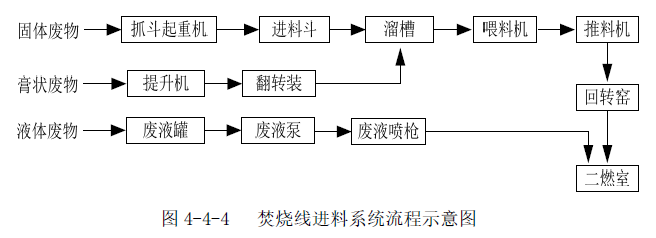 固体废物 抓斗起重机 进料斗 溜槽 喂料机 推料机
膏状废物 提升机 翻转装 回转窑
液体废物 废液罐 废液泵 废液喷枪
二燃室
图 4-4-4 焚烧线进料系统流程示意图